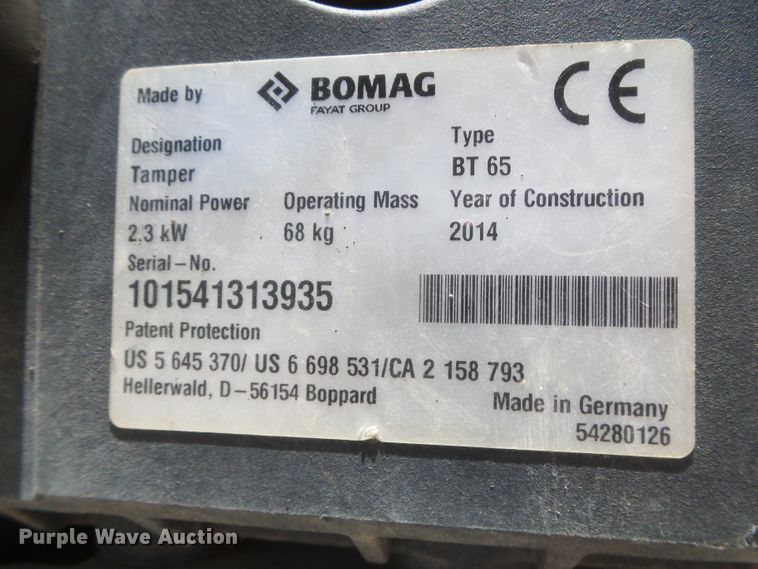 Made by BOMAG CE
FAYAT GROUP
Designation Type
Tamper BT 65
Nominal Power Operating Mass Year of Construction
2.3 kW 68 kg 2014
Serial-No.
101541313935
Patent Protection
US 5 645 370/ US 6 698 531/CA 2 158 793
Hellerwald, D-56154 Boppard
Made in Germany
54280126
Purple Wave Auction